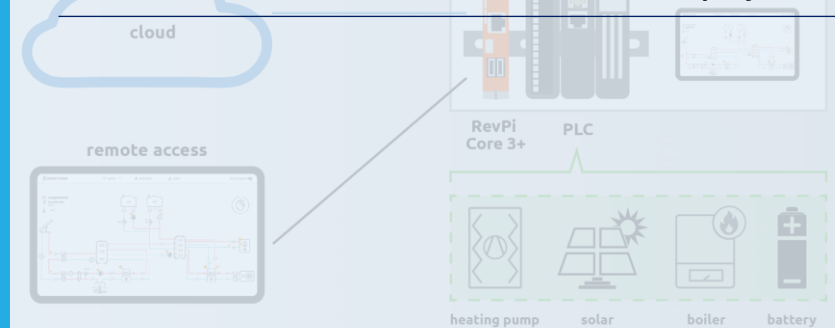 cloud
RevPi
Core 3+
PLC
remote access
heating pump
solar
boiler
battery